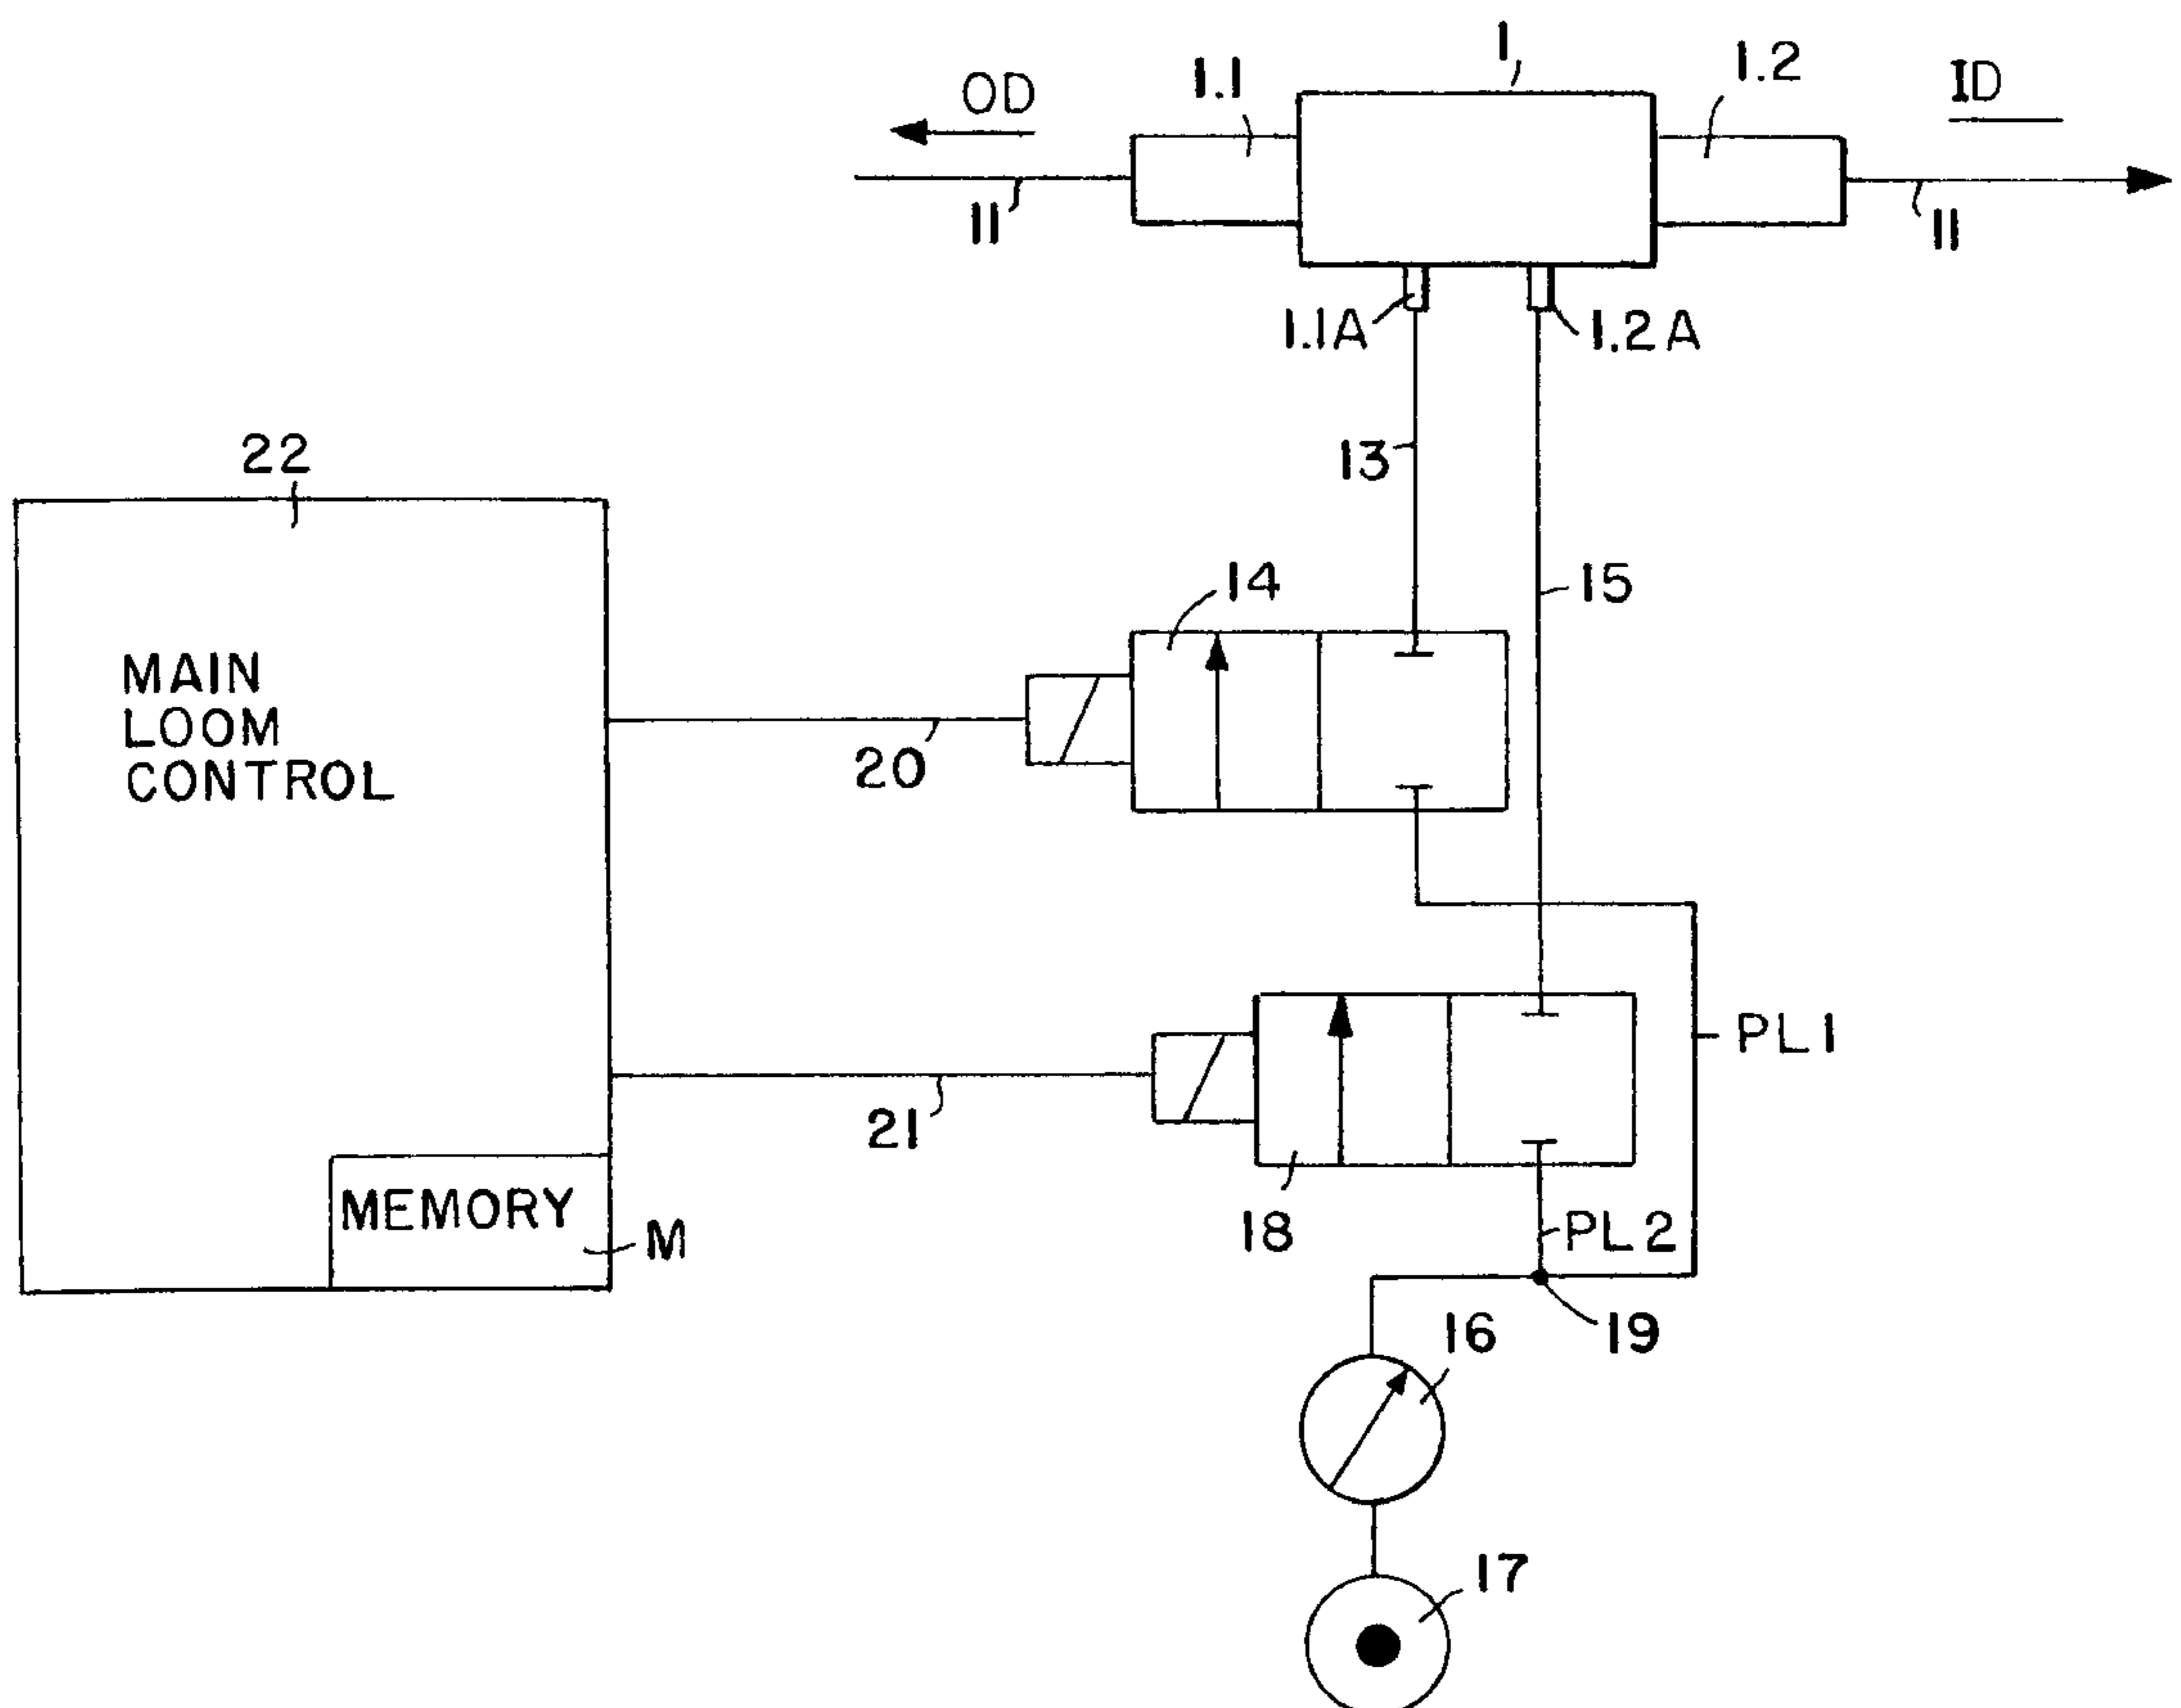 1
1.1
1.2
OD
ID
11
11
1.1A
1.2A
13
22
14
15
MAIN
LOOM
CONTROL
20
PL1
21
MEMORY
M
18
PL2
16
19
17